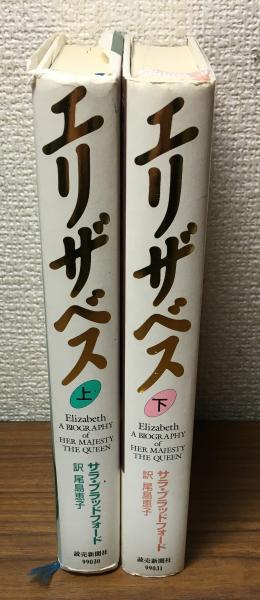 エリザベス
上
Elizabeth
A BIOGRAPHY
of
HER MAJESTY
THE QUEEN
サラ・ブラッドフォード
訳 尾島恵子
読売新聞社
99030
エリザベス
下
Elizabeth
A BIOGRAPHY
of
HER MAJESTY
THE QUEEN
サラ・ブラッドフォード
訳 尾島恵子
読売新聞社
99031